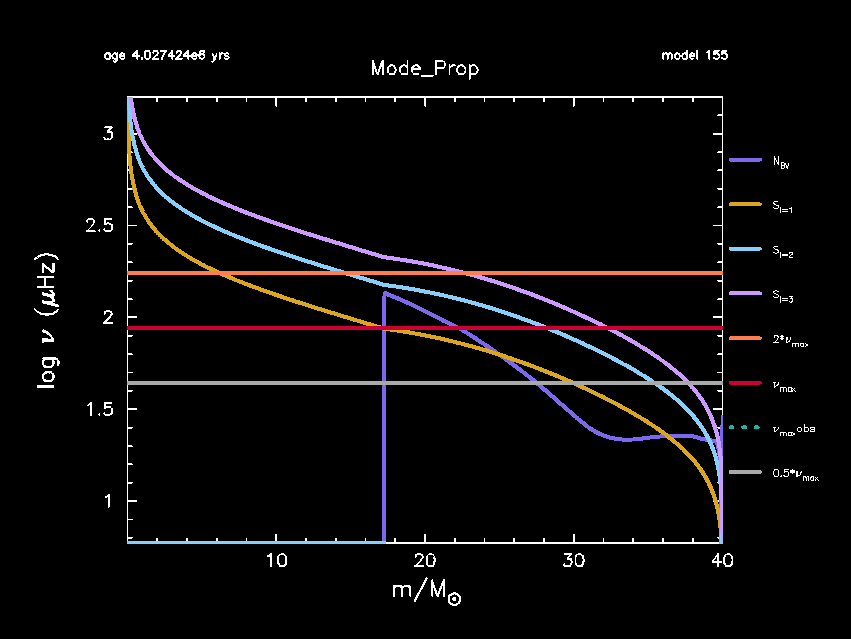 age 4.027424e6 yrs
model 155
Mode_Prop
log ν (μHz)
3
2.5
2
1.5
1
10
20
30
40
m/M⊙
N_BV
S_l=1
S_l=2
S_l=3
2*ν_max
ν_max
ν_max obs
0.5*ν_max